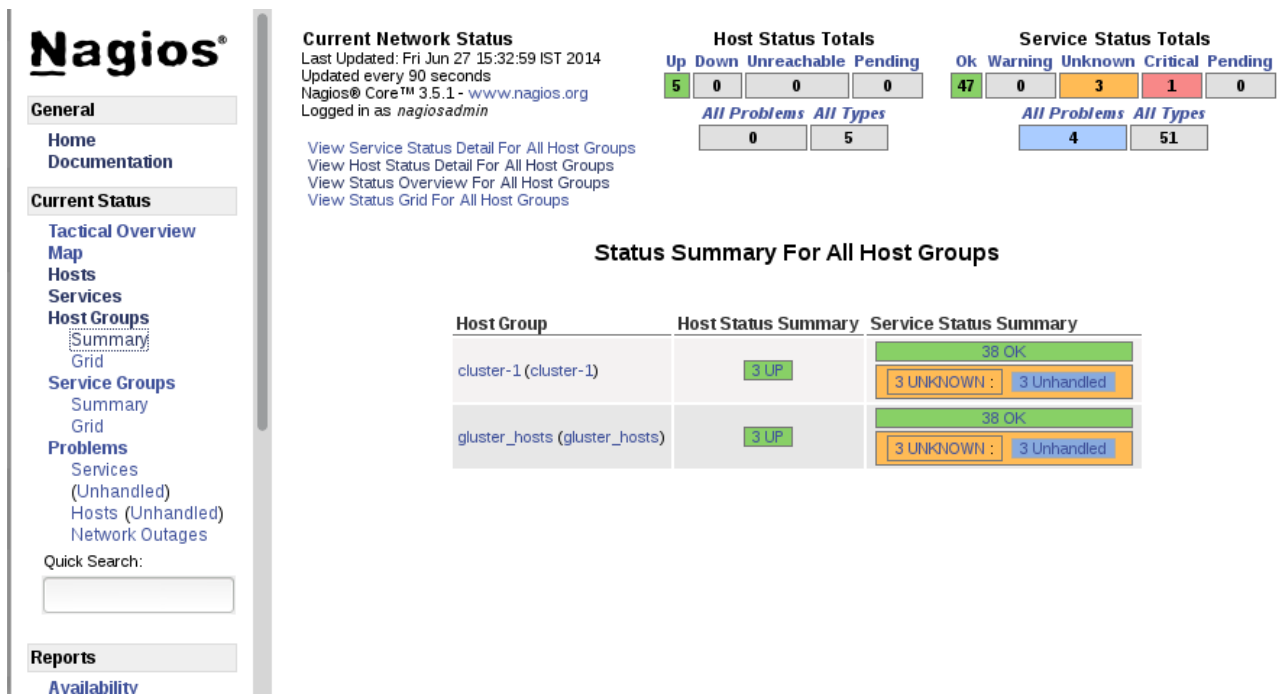 Nagios®
General
Home
Documentation
Current Status
Tactical Overview
Map
Hosts
Services
Host Groups
Summary
Grid
Service Groups
Summary
Grid
Problems
Services
(Unhandled)
Hosts (Unhandled)
Network Outages
Quick Search:
Reports
Availability
Current Network Status
Last Updated: Fri Jun 27 15:32:59 IST 2014
Updated every 90 seconds
Nagios® Core™ 3.5.1 - www.nagios.org
Logged in as nagiosadmin
View Service Status Detail For All Host Groups
View Host Status Detail For All Host Groups
View Status Overview For All Host Groups
View Status Grid For All Host Groups
Host Status Totals
Up Down Unreachable Pending
5 0 0 0
All Problems All Types
0 5
Service Status Totals
Ok Warning Unknown Critical Pending
47 0 3 1 0
All Problems All Types
4 51
Status Summary For All Host Groups
Host Group Host Status Summary Service Status Summary
cluster-1 (cluster-1) 3 UP 38 OK
3 UNKNOWN : 3 Unhandled
gluster_hosts (gluster_hosts) 3 UP 38 OK
3 UNKNOWN : 3 Unhandled